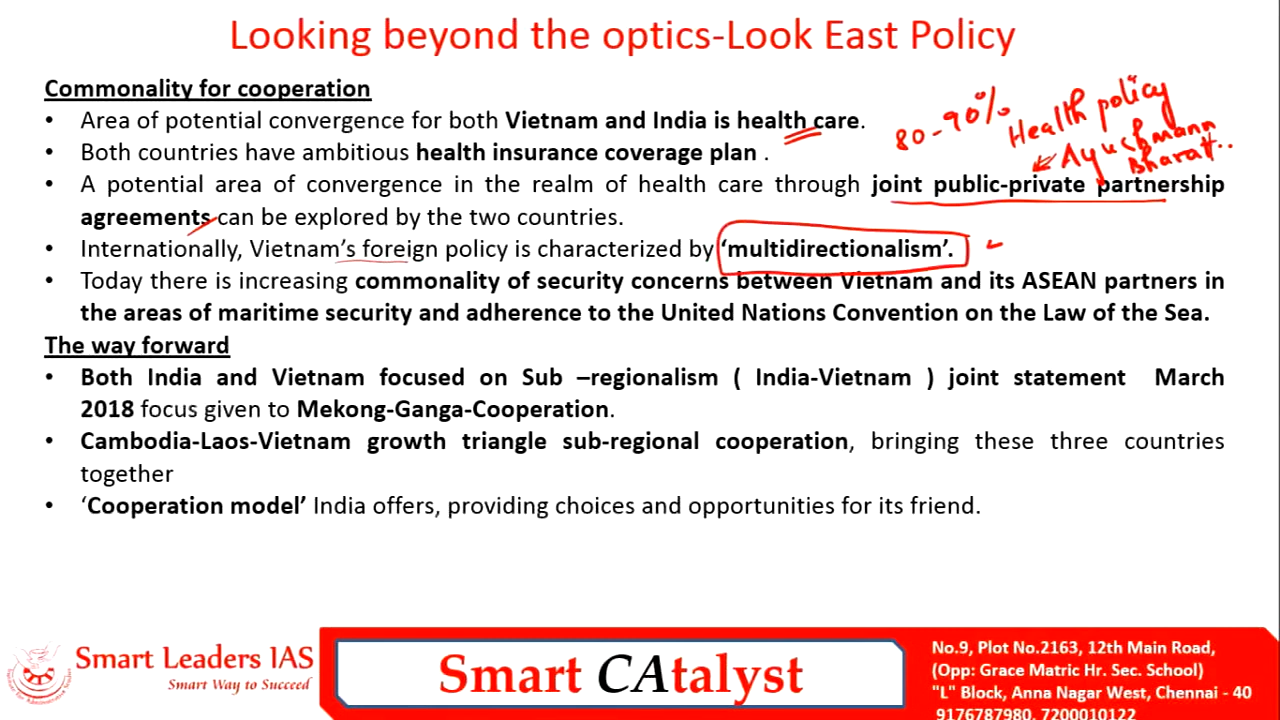 Looking beyond the optics-Look East Policy
Commonality for cooperation
• Area of potential convergence for both Vietnam and India is health care.
80-90% Health policy
Ayushmann
Bharat..
• Both countries have ambitious health insurance coverage plan .
• A potential area of convergence in the realm of health care through joint public-private partnership
agreements can be explored by the two countries.
• Internationally, Vietnam's foreign policy is characterized by 'multidirectionalism'.
• Today there is increasing commonality of security concerns between Vietnam and its ASEAN partners in
the areas of maritime security and adherence to the United Nations Convention on the Law of the Sea.
The way forward
• Both India and Vietnam focused on Sub –regionalism ( India-Vietnam ) joint statement March
2018 focus given to Mekong-Ganga-Cooperation.
• Cambodia-Laos-Vietnam growth triangle sub-regional cooperation, bringing these three countries
together
• 'Cooperation model' India offers, providing choices and opportunities for its friend.
Smart Leaders IAS
Smart Way to Succeed
Smart CAtalyst
No.9, Plot No.2163, 12th Main Road,
(Opp: Grace Matric Hr. Sec. School)
"L" Block, Anna Nagar West, Chennai - 40
9176787980, 7200010122